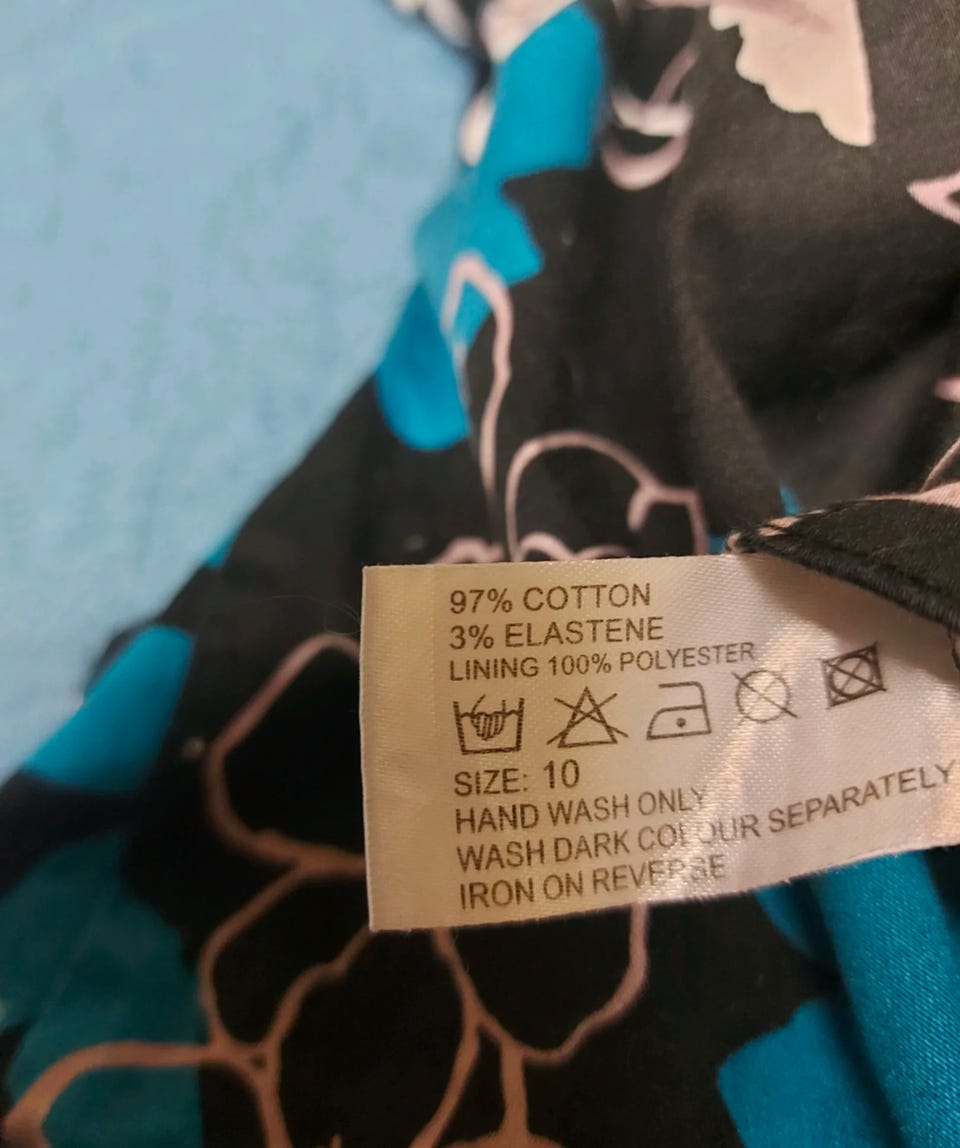 97% COTTON
3% ELASTENE
LINING 100% POLYESTER
SIZE: 10
HAND WASH ONLY
WASH DARK COLOUR SEPARATELY
IRON ON REVERSE